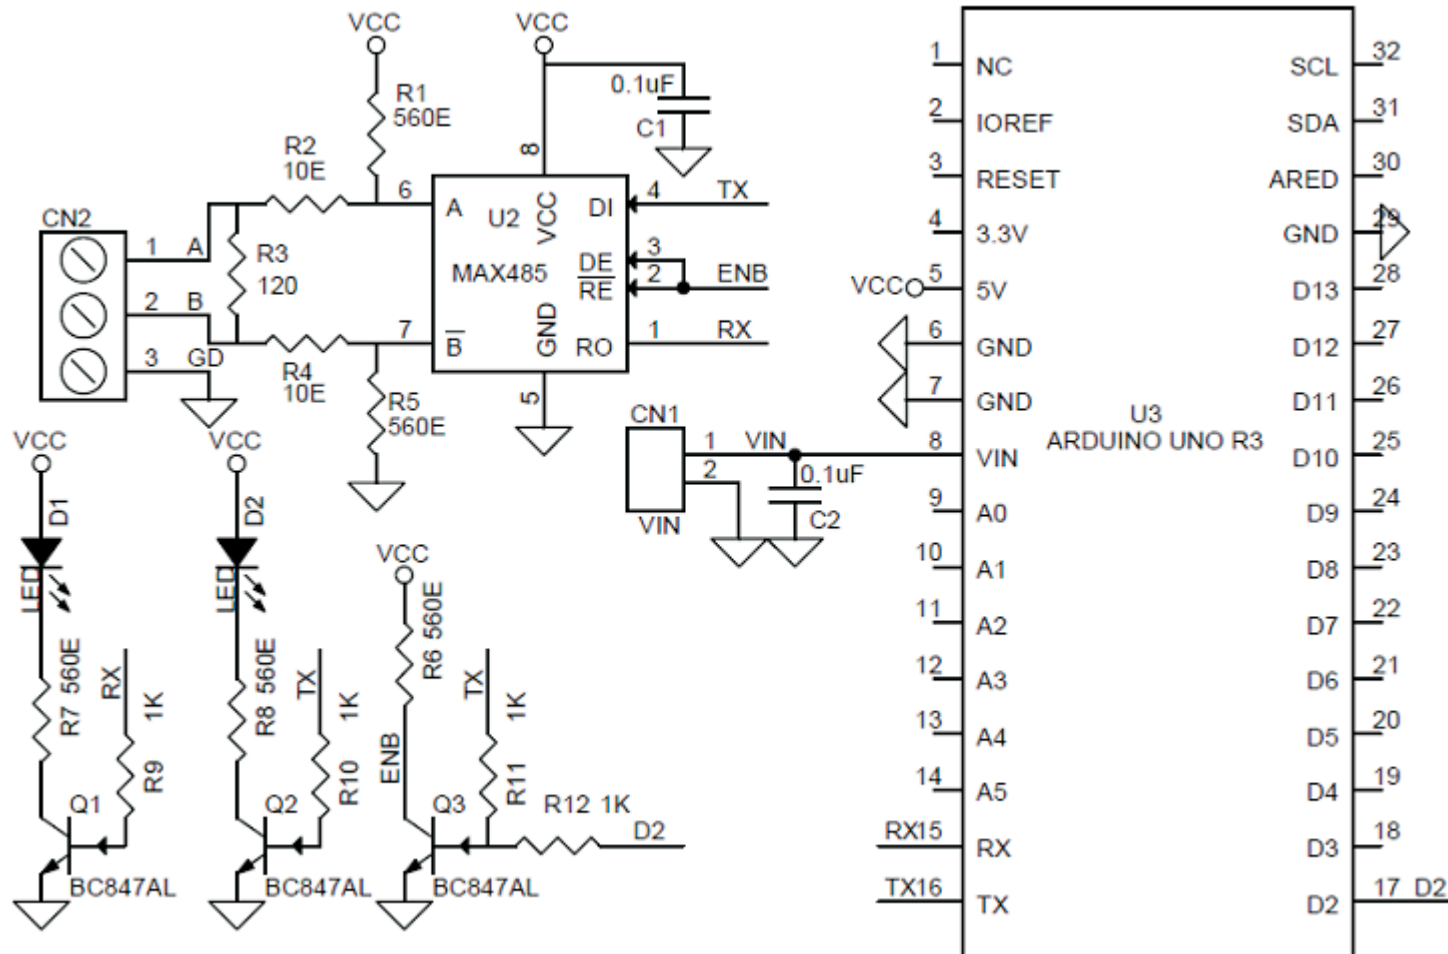 VCC
R1
560E
R2
10E
6
A
CN2
1 A
2 B
3 GD
R3
120
R4
10E
7
B
R5
560E
VCC
0.1uF
C1
8
VCC
U2
MAX485
GND
5
DI
4 TX
DE
3
RE
2 ENB
RO
1 RX
CN1
1 VIN
2
VIN
0.1uF
C2
VCC
D1
LED
R7 560E
RX
1K
R9
Q1
BC847AL
VCC
D2
LED
R8 560E
TX
1K
R10
Q2
BC847AL
VCC
R6 560E
ENB
TX
1K
R11
Q3
R12 1K
D2
BC847AL
U3
ARDUINO UNO R3
1 NC
2 IOREF
3 RESET
4 3.3V
VCC 5 5V
6 GND
7 GND
8 VIN
9 A0
10 A1
11 A2
12 A3
13 A4
14 A5
RX15 RX
TX16 TX
SCL 32
SDA 31
ARED 30
GND 29
D13 28
D12 27
D11 26
D10 25
D9 24
D8 23
D7 22
D6 21
D5 20
D4 19
D3 18
D2 17 D2